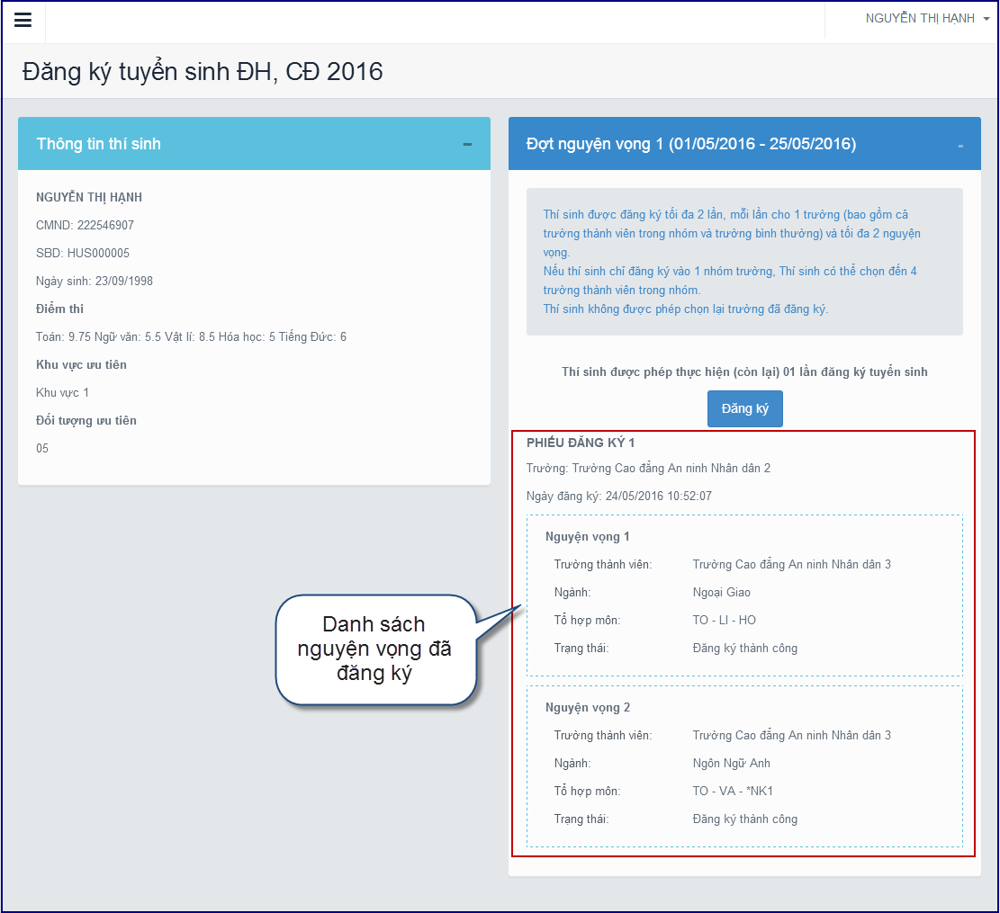 NGUYỄN THỊ HẠNH
Đăng ký tuyển sinh ĐH, CĐ 2016
Thông tin thí sinh
NGUYỄN THỊ HẠNH
CMND: 222546907
SBD: HUS000005
Ngày sinh: 23/09/1998
Điểm thi
Toán: 9.75 Ngữ văn: 5.5 Vật lí: 8.5 Hóa học: 5 Tiếng Đức: 6
Khu vực ưu tiên
Khu vực 1
Đối tượng ưu tiên
05
Đợt nguyện vọng 1 (01/05/2016 - 25/05/2016)
Thí sinh được đăng ký tối đa 2 lần, mỗi lần cho 1 trường (bao gồm cả
trường thành viên trong nhóm và trường bình thường) và tối đa 2 nguyện
vọng.
Nếu thí sinh chỉ đăng ký vào 1 nhóm trường, Thí sinh có thể chọn đến 4
trường thành viên trong nhóm.
Thí sinh không được phép chọn lại trường đã đăng ký.
Thí sinh được phép thực hiện (còn lại) 01 lần đăng ký tuyển sinh
Đăng ký
PHIẾU ĐĂNG KÝ 1
Trường: Trường Cao đẳng An ninh Nhân dân 2
Ngày đăng ký: 24/05/2016 10:52:07
Nguyện vọng 1
Trường thành viên: Trường Cao đẳng An ninh Nhân dân 3
Ngành: Ngoại Giao
Tổ hợp môn: TO - LI - HO
Trạng thái: Đăng ký thành công
Nguyện vọng 2
Trường thành viên: Trường Cao đẳng An ninh Nhân dân 3
Ngành: Ngôn Ngữ Anh
Tổ hợp môn: TO - VA - *NK1
Trạng thái: Đăng ký thành công
Danh sách
nguyện vọng đã
đăng ký